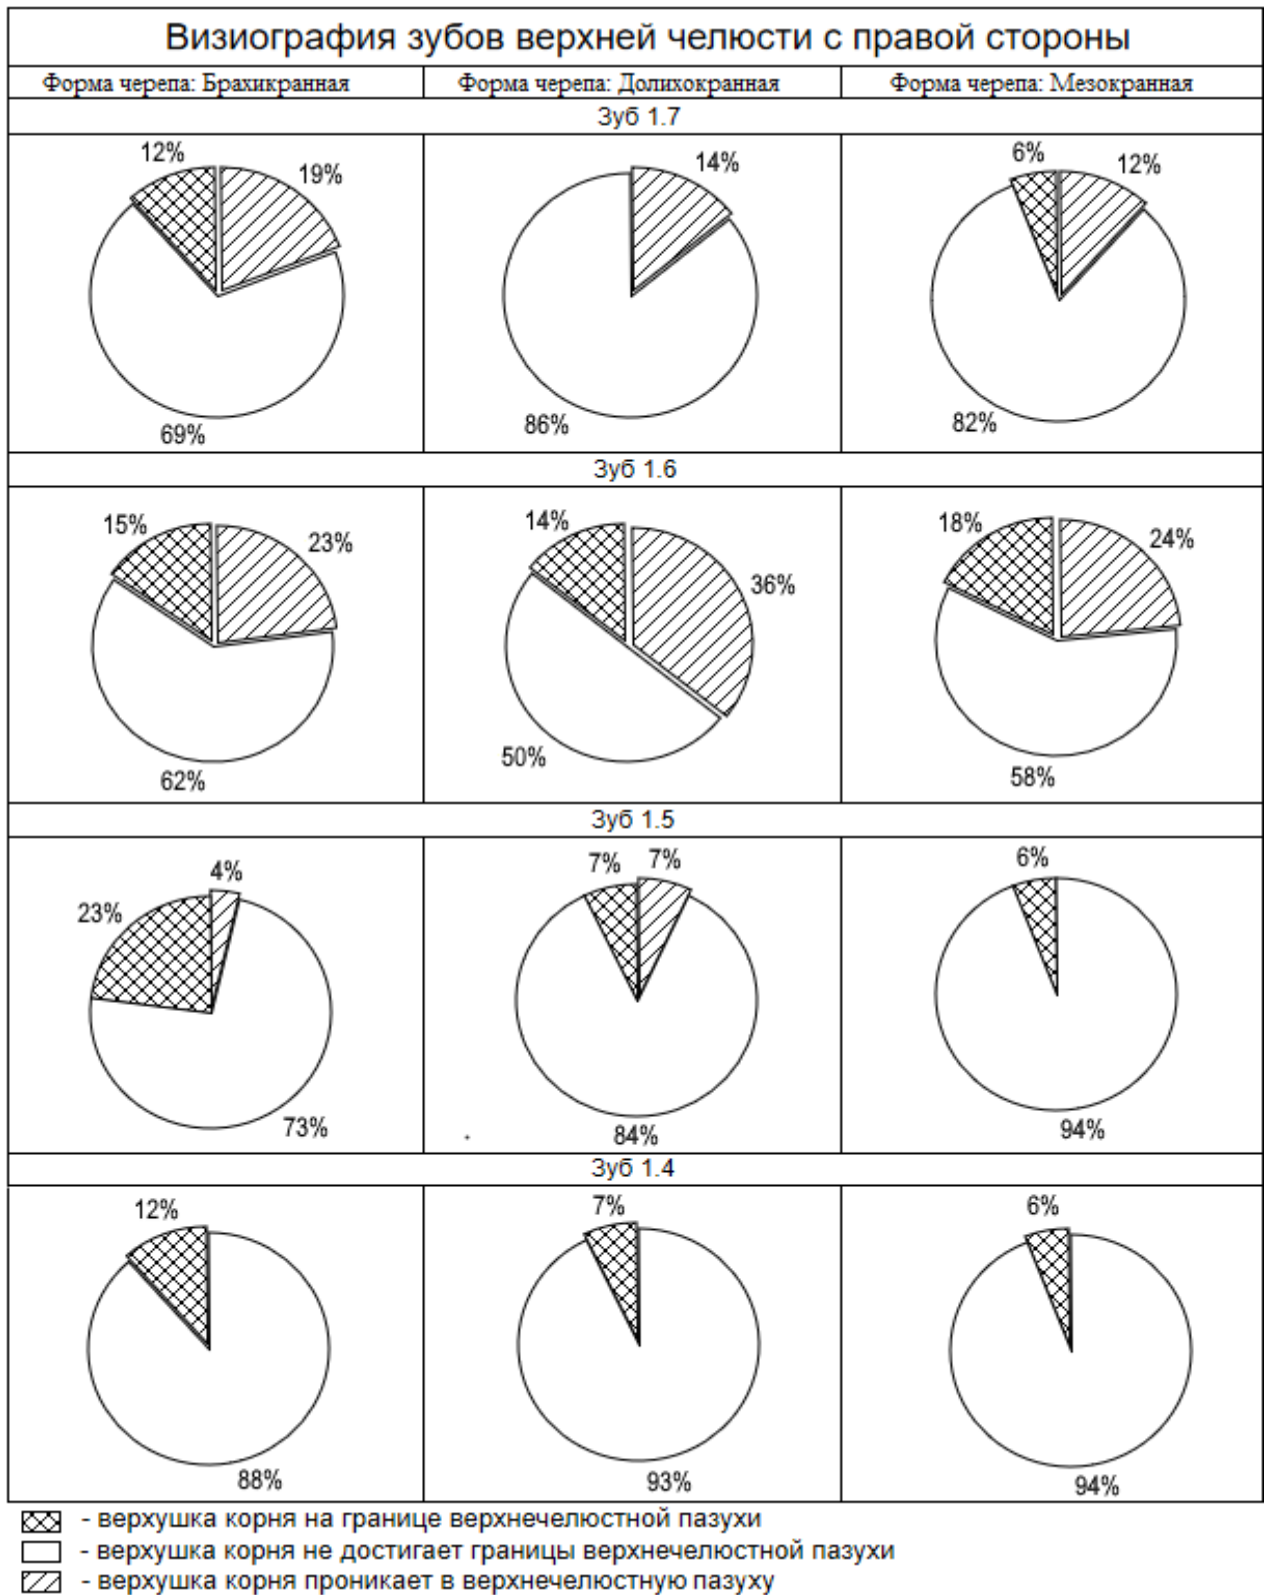 Визиография зубов верхней челюсти с правой стороны
Форма черепа: Брахикранная Форма черепа: Долихокранная Форма черепа: Мезокранная
Зуб 1.7
12% 19% 14% 6% 12%
69% 86% 82%
Зуб 1.6
15% 23% 14% 36% 18% 24%
62% 50% 58%
Зуб 1.5
23% 4% 7% 7% 6%
73% 84% 94%
Зуб 1.4
12% 7% 6%
88% 93% 94%
- верхушка корня на границе верхнечелюстной пазухи
- верхушка корня не достигает границы верхнечелюстной пазухи
- верхушка корня проникает в верхнечелюстную пазуху